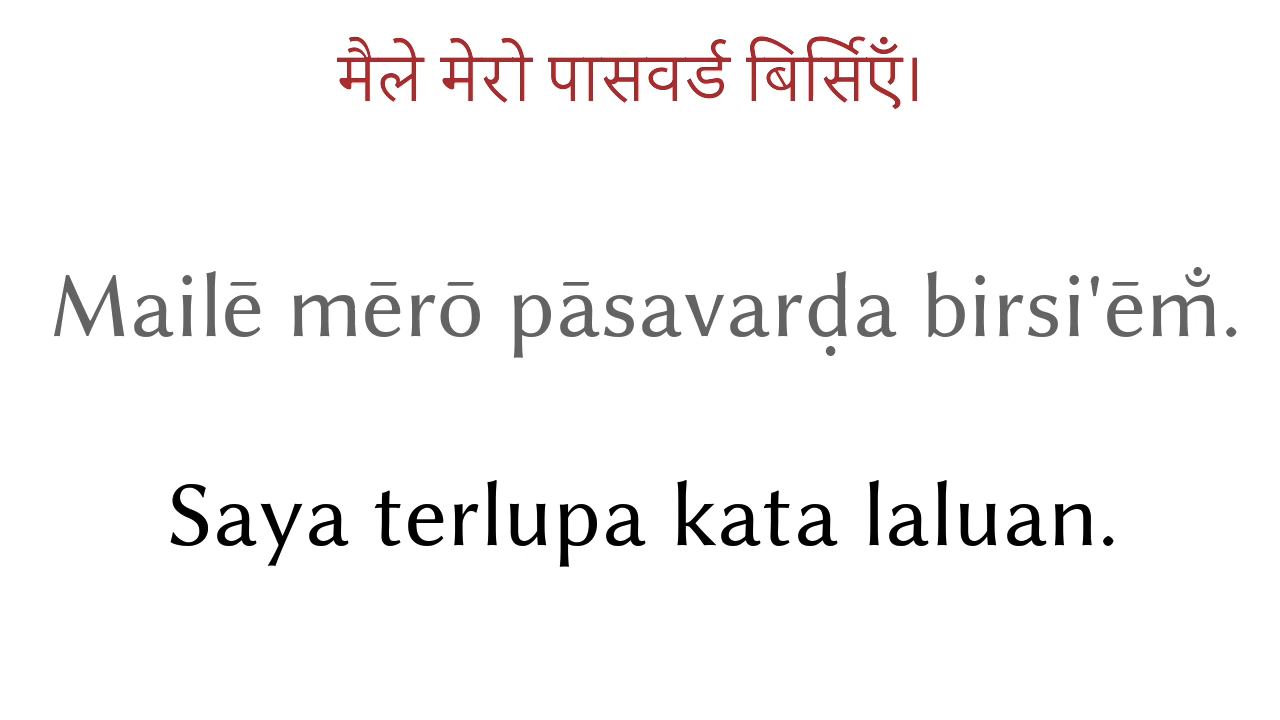 मैले मेरो पासवर्ड बिर्सिएँ।
Mailē mērō pāsavarḍa birsi'ēm̐.
Saya terlupa kata laluan.